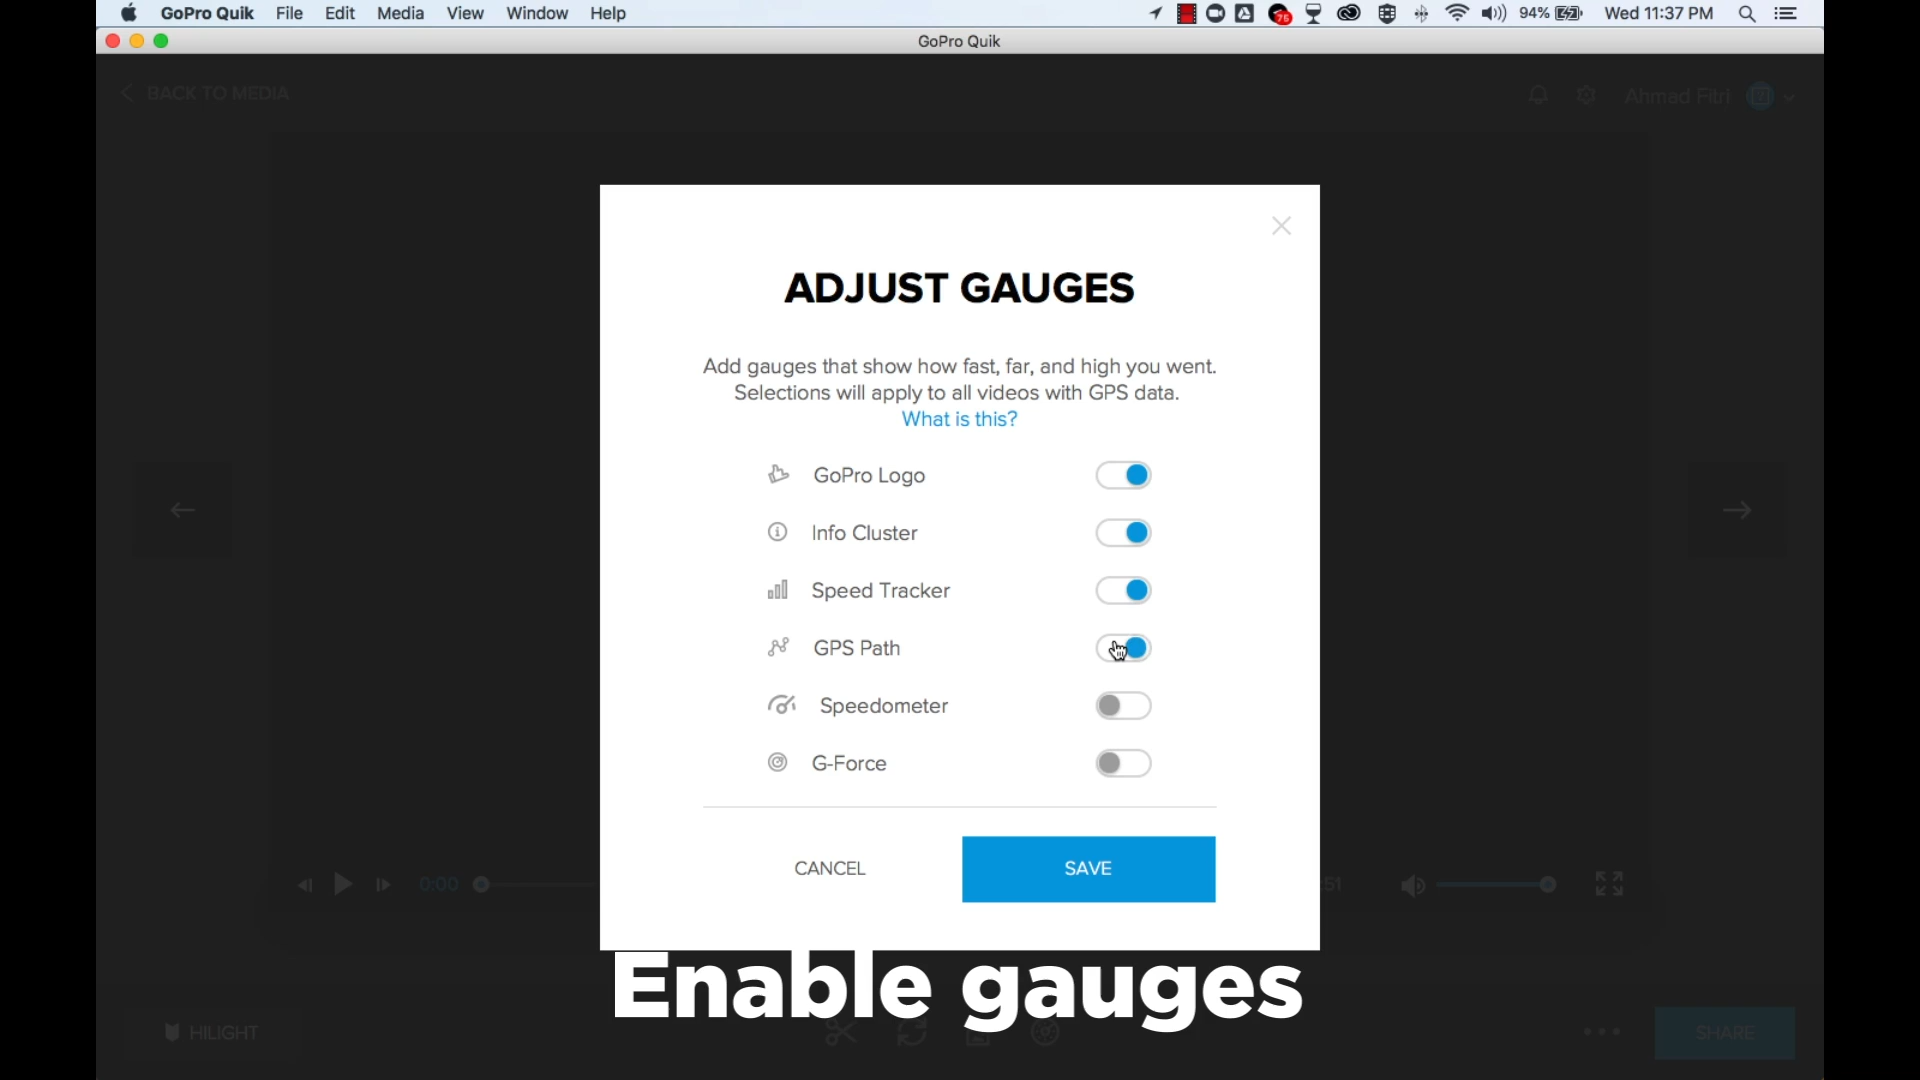 GoPro Quik File Edit Media View Window Help 75 94% Wed 11:37 PM
GoPro Quik
BACK TO MEDIA
Ahmad Fitri
ADJUST GAUGES
Add gauges that show how fast, far, and high you went.
Selections will apply to all videos with GPS data.
What is this?
GoPro Logo
Info Cluster
Speed Tracker
GPS Path
Speedometer
G-Force
CANCEL SAVE
0:00 :51
Enable gauges
HILIGHT
SHARE